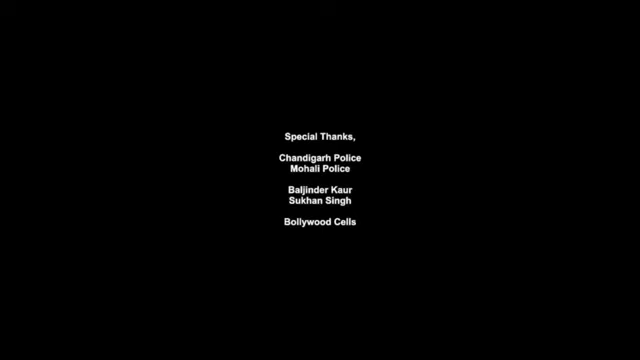 Special Thanks,
Chandigarh Police
Mohali Police
Baljinder Kaur
Sukhan Singh
Bollywood Cells